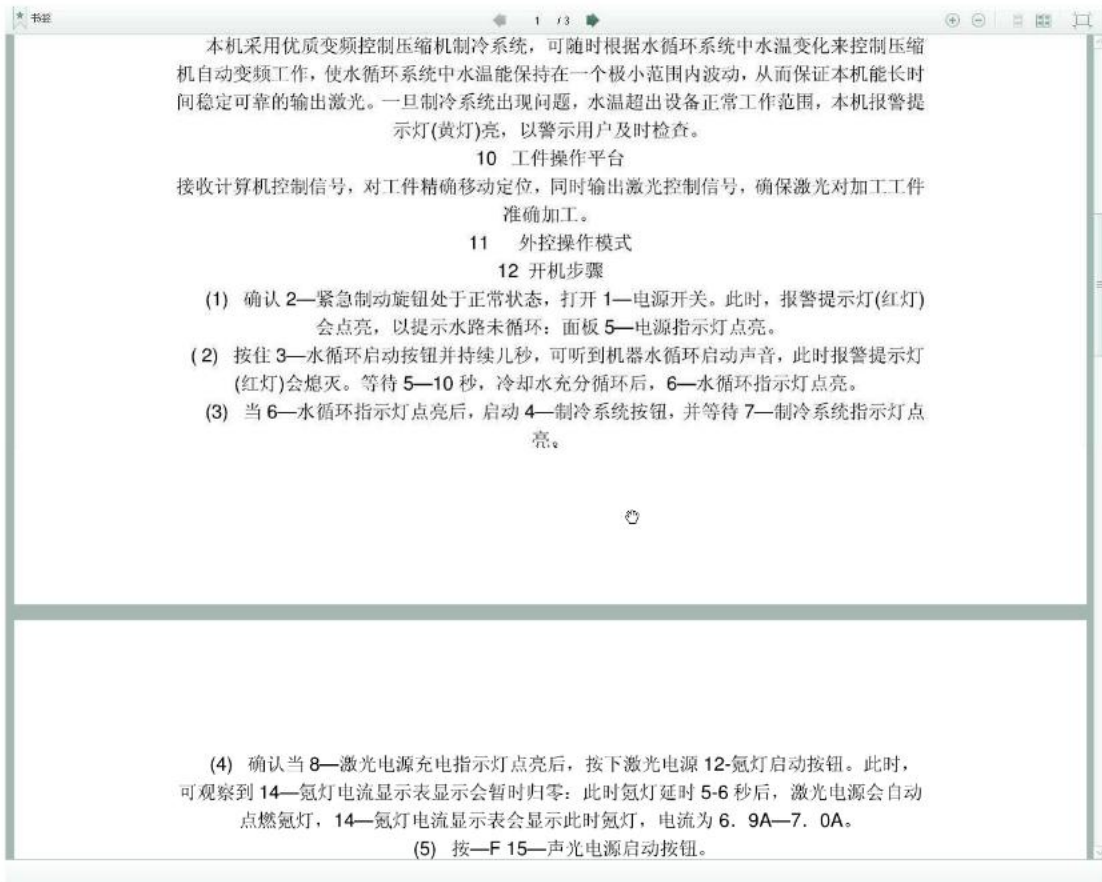 书签
1 / 3
本机采用优质变频控制压缩机制冷系统，可随时根据水循环系统中水温变化来控制压缩
机自动变频工作，使水循环系统中水温能保持在一个极小范围内波动，从而保证本机能长时
间稳定可靠的输出激光。一旦制冷系统出现问题，水温超出设备正常工作范围，本机报警提
示灯(黄灯)亮，以警示用户及时检查。
10 工件操作平台
接收计算机控制信号，对工件精确移动定位，同时输出激光控制信号，确保激光对加工工件
准确加工。
11 外控操作模式
12 开机步骤
(1) 确认 2—紧急制动旋钮处于正常状态，打开 1—电源开关。此时，报警提示灯(红灯)
会点亮，以提示水路未循环：面板 5—电源指示灯点亮。
(2) 按住 3—水循环启动按钮并持续儿秒，可听到机器水循环启动声音，此时报警提示灯
(红灯)会熄灭。等待 5—10 秒，冷却水充分循环后，6—水循环指示灯点亮。
(3) 当 6—水循环指示灯点亮后，启动 4—制冷系统按钮，并等待 7—制冷系统指示灯点
亮。
(4) 确认当 8—激光电源充电指示灯点亮后，按下激光电源 12-氪灯启动按钮。此时，
可观察到 14—氪灯电流显示表显示会暂时归零：此时氪灯延时 5-6 秒后，激光电源会自动
点燃氪灯，14—氪灯电流显示表会显示此时氪灯，电流为 6．9A—7．0A。
(5) 按—F 15—声光电源启动按钮。